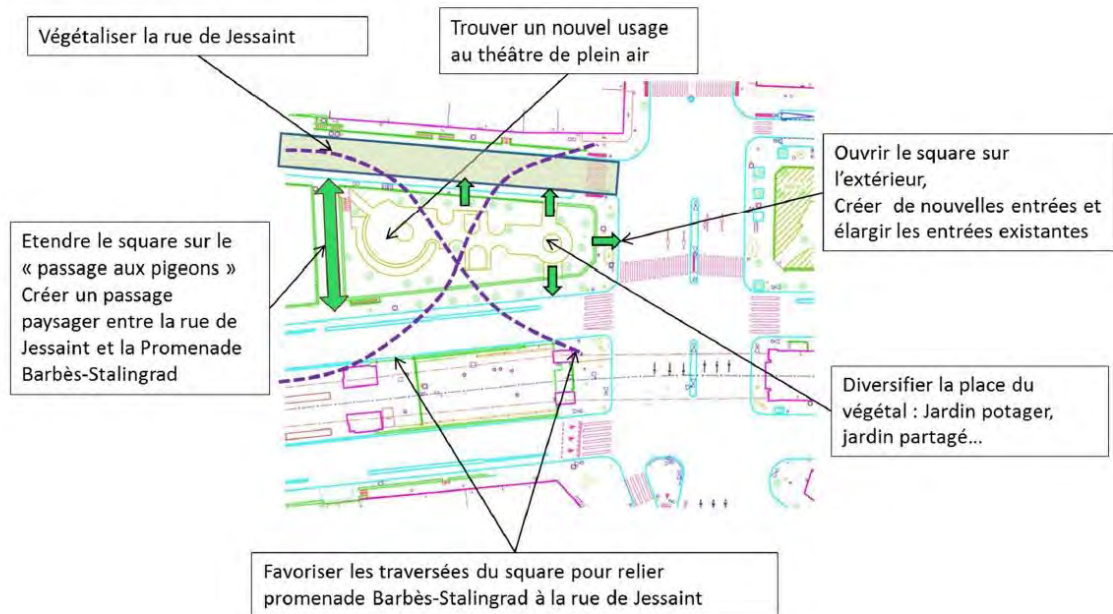 Végétaliser la rue de Jessaint
Trouver un nouvel usage
au théâtre de plein air
Ouvrir le square sur
l'extérieur,
Créer de nouvelles entrées et
élargir les entrées existantes
Etendre le square sur le
« passage aux pigeons »
Créer un passage
paysager entre la rue de
Jessaint et la Promenade
Barbès-Stalingrad
Diversifier la place du
végétal : Jardin potager,
jardin partagé...
Favoriser les traversées du square pour relier
promenade Barbès-Stalingrad à la rue de Jessaint